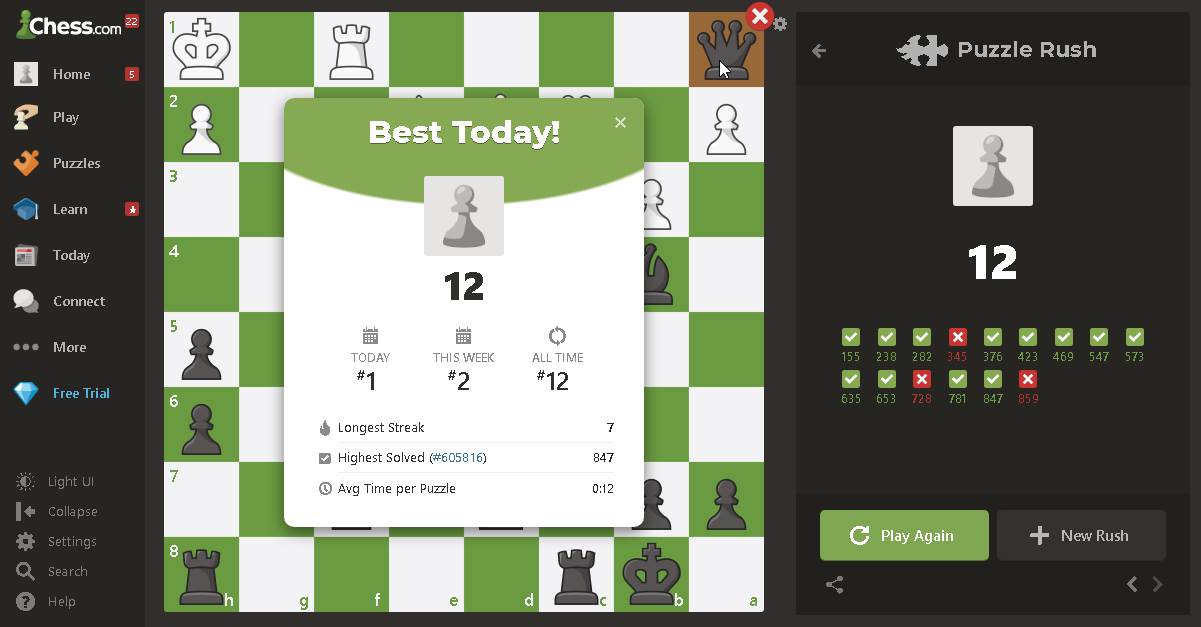 Chess.com 22
Home 5
Play
Puzzles
Learn
Today
Connect
More
Free Trial
Light UI
Collapse
Settings
Search
Help
1
2
3
4
5
6
7
8
h g f e d c b a
Best Today!
12
TODAY THIS WEEK ALL TIME
#1 #2 #12
Longest Streak 7
Highest Solved (#605816) 847
Avg Time per Puzzle 0:12
Puzzle Rush
12
155 238 282 345 376 423 469 547 573
635 653 728 781 847 859
Play Again
New Rush